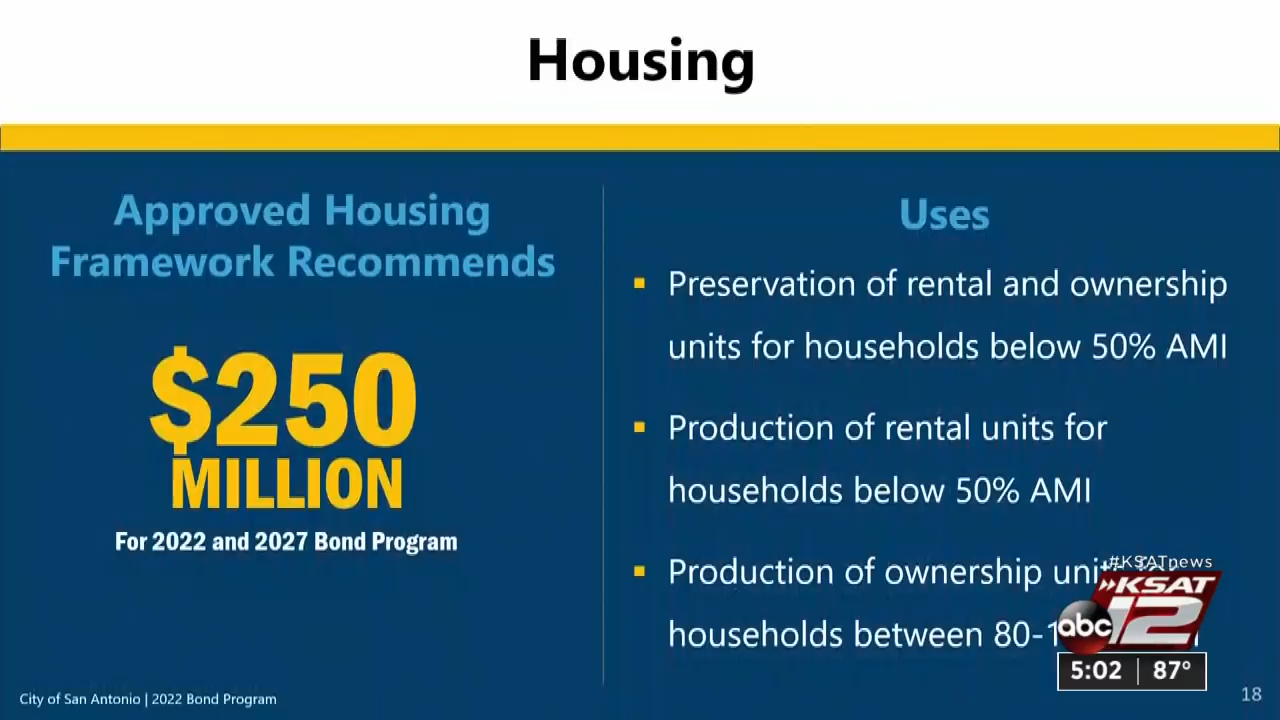 Housing
Approved Housing
Framework Recommends
$250
MILLION
For 2022 and 2027 Bond Program
Uses
▪ Preservation of rental and ownership
units for households below 50% AMI
▪ Production of rental units for
households below 50% AMI
▪ Production of ownership
households between
#KSATnews
KSAT
abc 12
5:02 | 87°
City of San Antonio | 2022 Bond Program
18